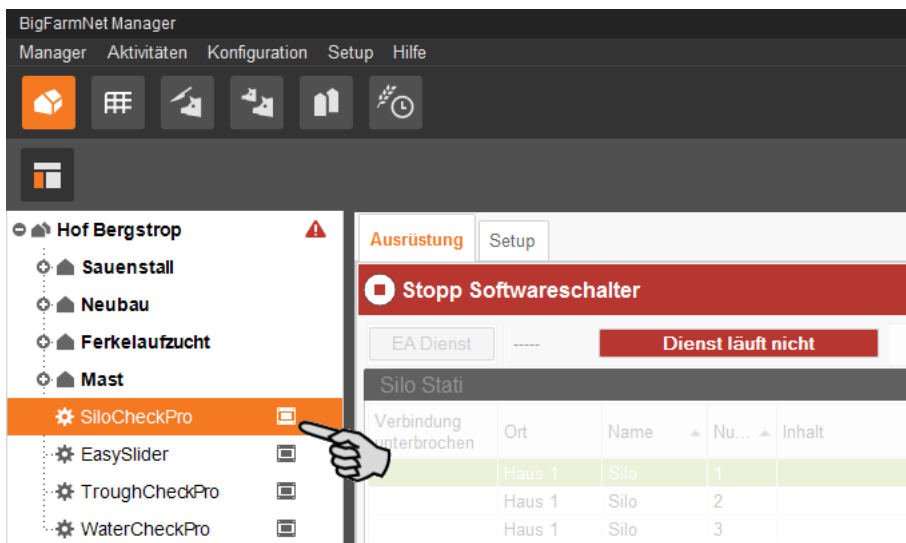 BigFarmNet Manager
Manager Aktivitäten Konfiguration Setup Hilfe
Hof Bergstrop
Sauenstall
Neubau
Ferkelaufzucht
Mast
SiloCheckPro
EasySlider
TroughCheckPro
WaterCheckPro
Ausrüstung Setup
Stopp Softwareschalter
EA Dienst ----- Dienst läuft nicht
Silo Stati
Verbindung
unterbrochen Ort Name Nu... Inhalt
Haus 1 Silo 1
Haus 1 Silo 2
Haus 1 Silo 3